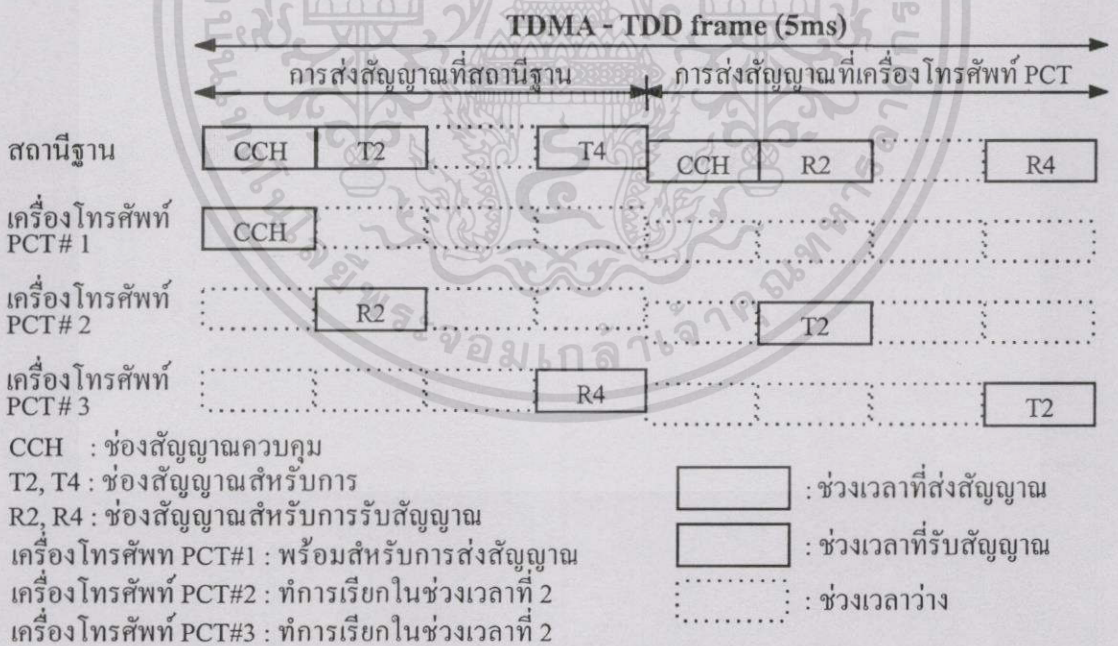 TDMA - TDD frame (5ms)
การส่งสัญญาณที่สถานีฐาน การส่งสัญญาณที่เครื่องโทรศัพท์ PCT
สถานีฐาน CCH T2 T4 CCH R2 R4
เครื่องโทรศัพท์
PCT# 1 CCH
เครื่องโทรศัพท์
PCT# 2 R2 T2
เครื่องโทรศัพท์
PCT# 3 R4 T2
CCH : ช่องสัญญาณควบคุม
T2, T4 : ช่องสัญญาณสำหรับการ
R2, R4 : ช่องสัญญาณสำหรับการรับสัญญาณ
เครื่องโทรศัพท PCT#1 : พร้อมสำหรับการส่งสัญญาณ
เครื่องโทรศัพท์ PCT#2 : ทำการเรียกในช่วงเวลาที่ 2
เครื่องโทรศัพท์ PCT#3 : ทำการเรียกในช่วงเวลาที่ 2
: ช่วงเวลาที่ส่งสัญญาณ
: ช่วงเวลาที่รับสัญญาณ
: ช่วงเวลาว่าง